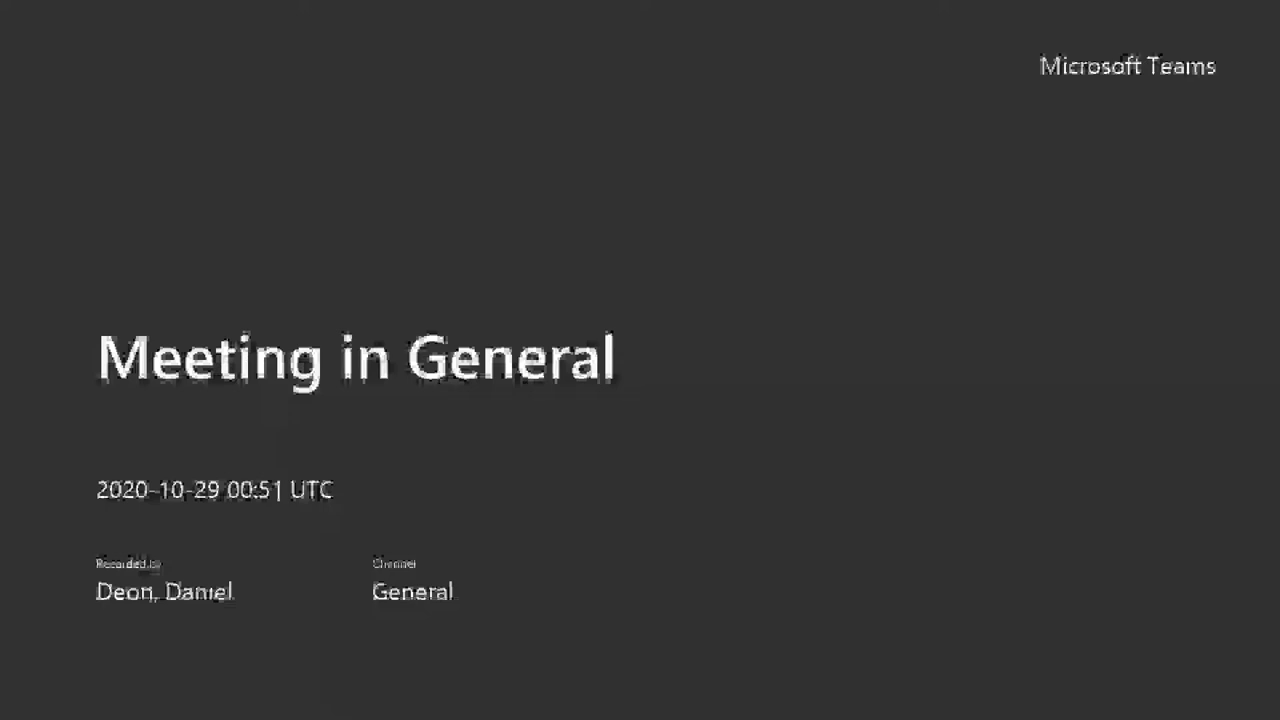 Microsoft Teams
Meeting in General
2020-10-29 00:51 UTC
Recorded by
Channel
Deon, Daniel
General